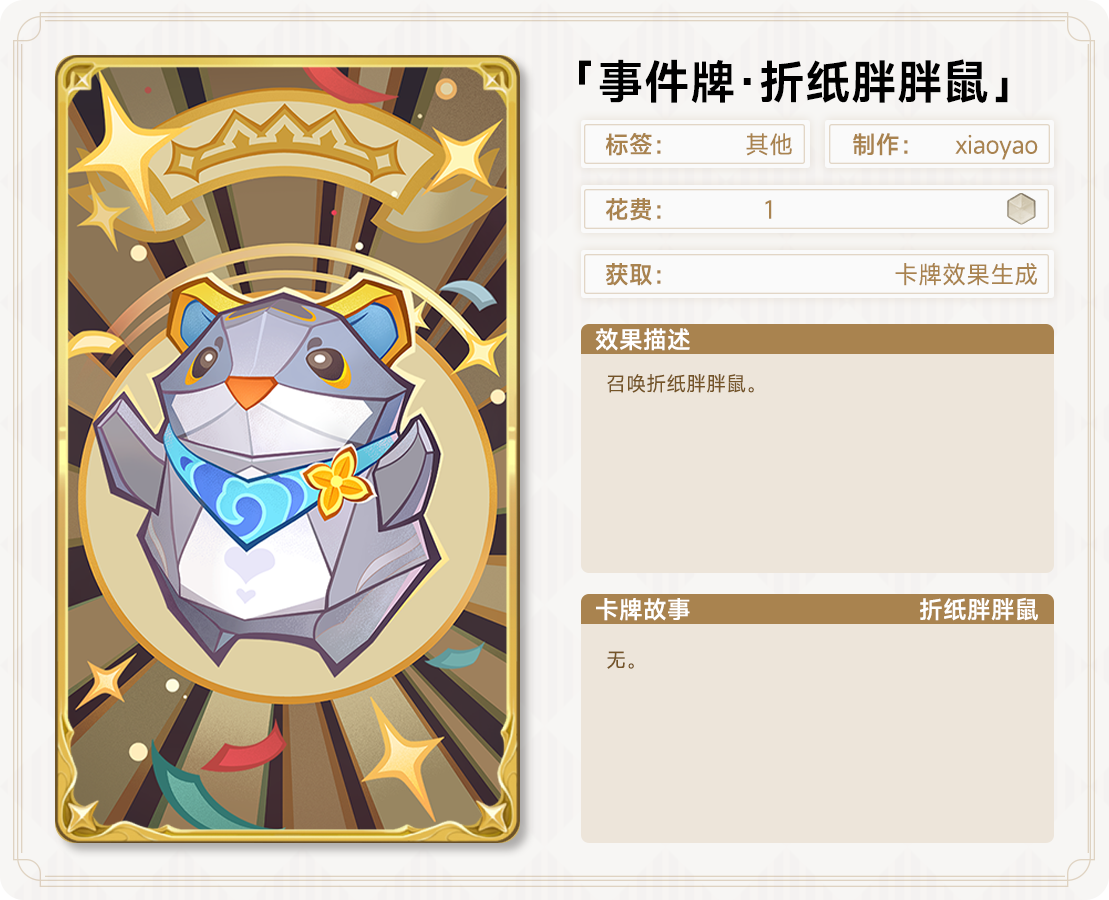 「事件牌·折纸胖胖鼠」
标签： 其他 制作： xiaoyao
花费： 1
获取： 卡牌效果生成
效果描述
召唤折纸胖胖鼠。
卡牌故事 折纸胖胖鼠
无。